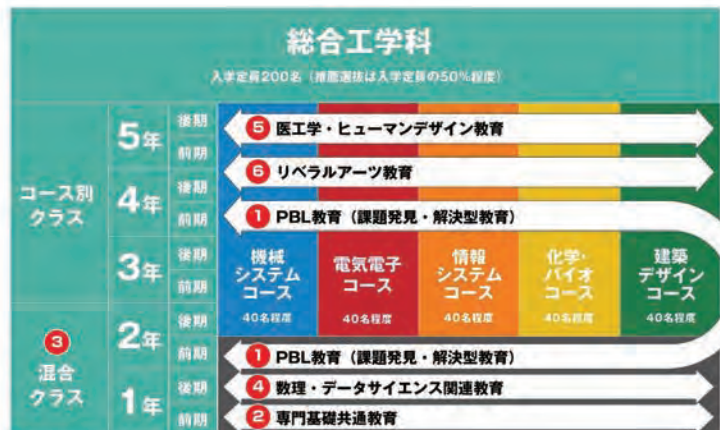 総合工学科
入学定員200名（推薦選抜は入学定員の50%程度）
コース別
クラス
5年
後期
前期
4年
後期
前期
3年
後期
前期
③
混合
クラス
2年
後期
前期
1年
後期
前期
⑤ 医工学・ヒューマンデザイン教育
⑥ リベラルアーツ教育
① PBL教育（課題発見・解決型教育）
機械
システム
コース
40名程度
電気電子
コース
40名程度
情報
システム
コース
40名程度
化学・
バイオ
コース
40名程度
建築
デザイン
コース
40名程度
① PBL教育（課題発見・解決型教育）
④ 数理・データサイエンス関連教育
② 専門基礎共通教育